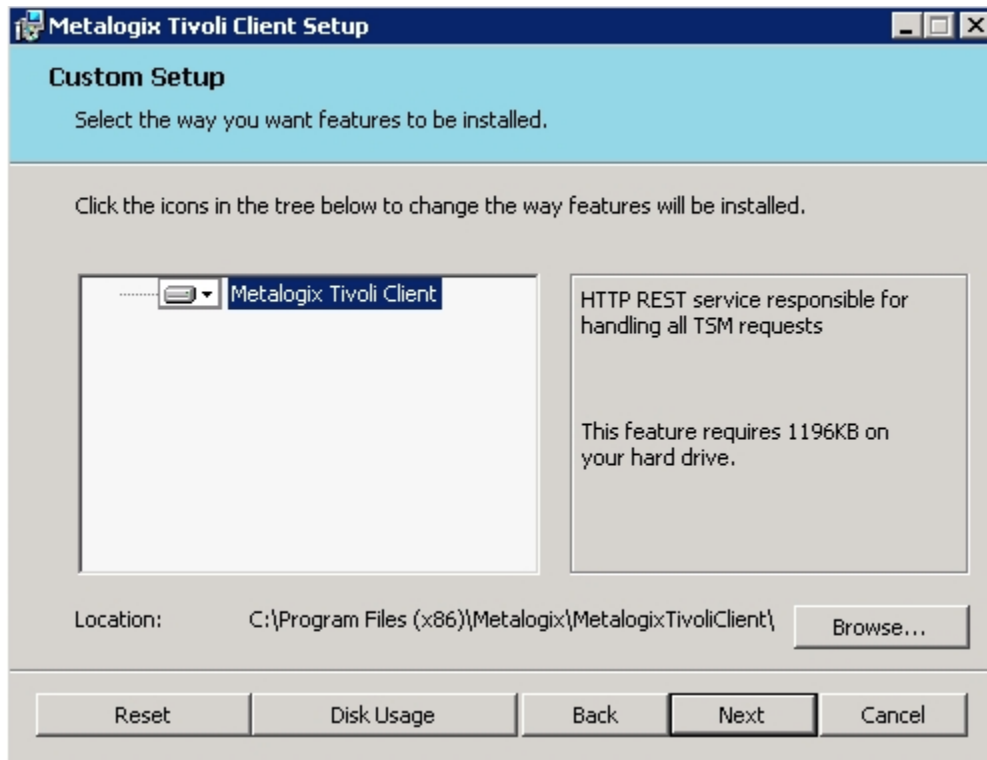 Metalogix Tivoli Client Setup
Custom Setup
Select the way you want features to be installed.
Click the icons in the tree below to change the way features will be installed.
Metalogix Tivoli Client
HTTP REST service responsible for
handling all TSM requests
This feature requires 1196KB on
your hard drive.
Location: C:\Program Files (x86)\Metalogix\MetalogixTivoliClient\ Browse...
Reset Disk Usage Back Next Cancel